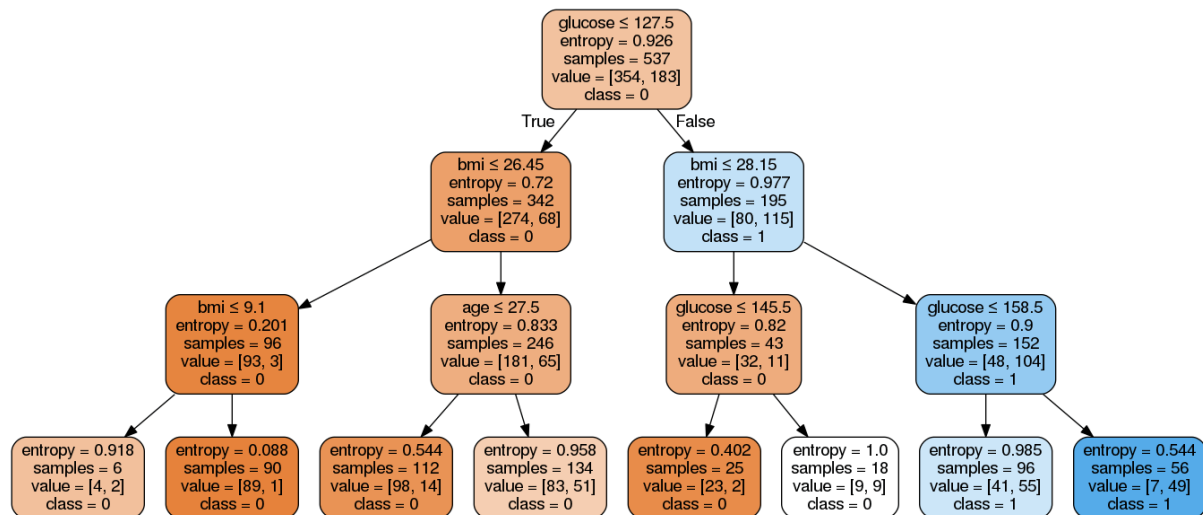 glucose ≤ 127.5
entropy = 0.926
samples = 537
value = [354, 183]
class = 0
True
False
bmi ≤ 26.45
entropy = 0.72
samples = 342
value = [274, 68]
class = 0
bmi ≤ 28.15
entropy = 0.977
samples = 195
value = [80, 115]
class = 1
bmi ≤ 9.1
entropy = 0.201
samples = 96
value = [93, 3]
class = 0
age ≤ 27.5
entropy = 0.833
samples = 246
value = [181, 65]
class = 0
glucose ≤ 145.5
entropy = 0.82
samples = 43
value = [32, 11]
class = 0
glucose ≤ 158.5
entropy = 0.9
samples = 152
value = [48, 104]
class = 1
entropy = 0.918
samples = 6
value = [4, 2]
class = 0
entropy = 0.088
samples = 90
value = [89, 1]
class = 0
entropy = 0.544
samples = 112
value = [98, 14]
class = 0
entropy = 0.958
samples = 134
value = [83, 51]
class = 0
entropy = 0.402
samples = 25
value = [23, 2]
class = 0
entropy = 1.0
samples = 18
value = [9, 9]
class = 0
entropy = 0.985
samples = 96
value = [41, 55]
class = 1
entropy = 0.544
samples = 56
value = [7, 49]
class = 1